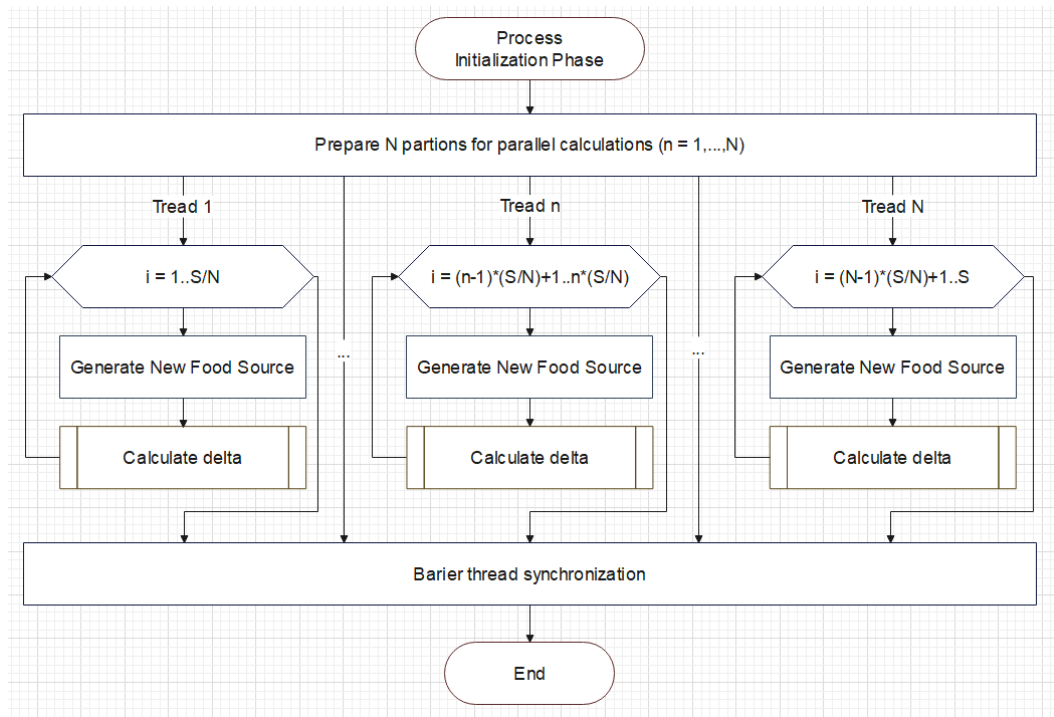 Process
Initialization Phase
Prepare N partions for parallel calculations (n = 1,...,N)
Tread 1
Tread n
Tread N
i = 1..S/N
i = (n-1)*(S/N)+1..n*(S/N)
i = (N-1)*(S/N)+1..S
...
...
Generate New Food Source
Generate New Food Source
Generate New Food Source
Calculate delta
Calculate delta
Calculate delta
Barier thread synchronization
End